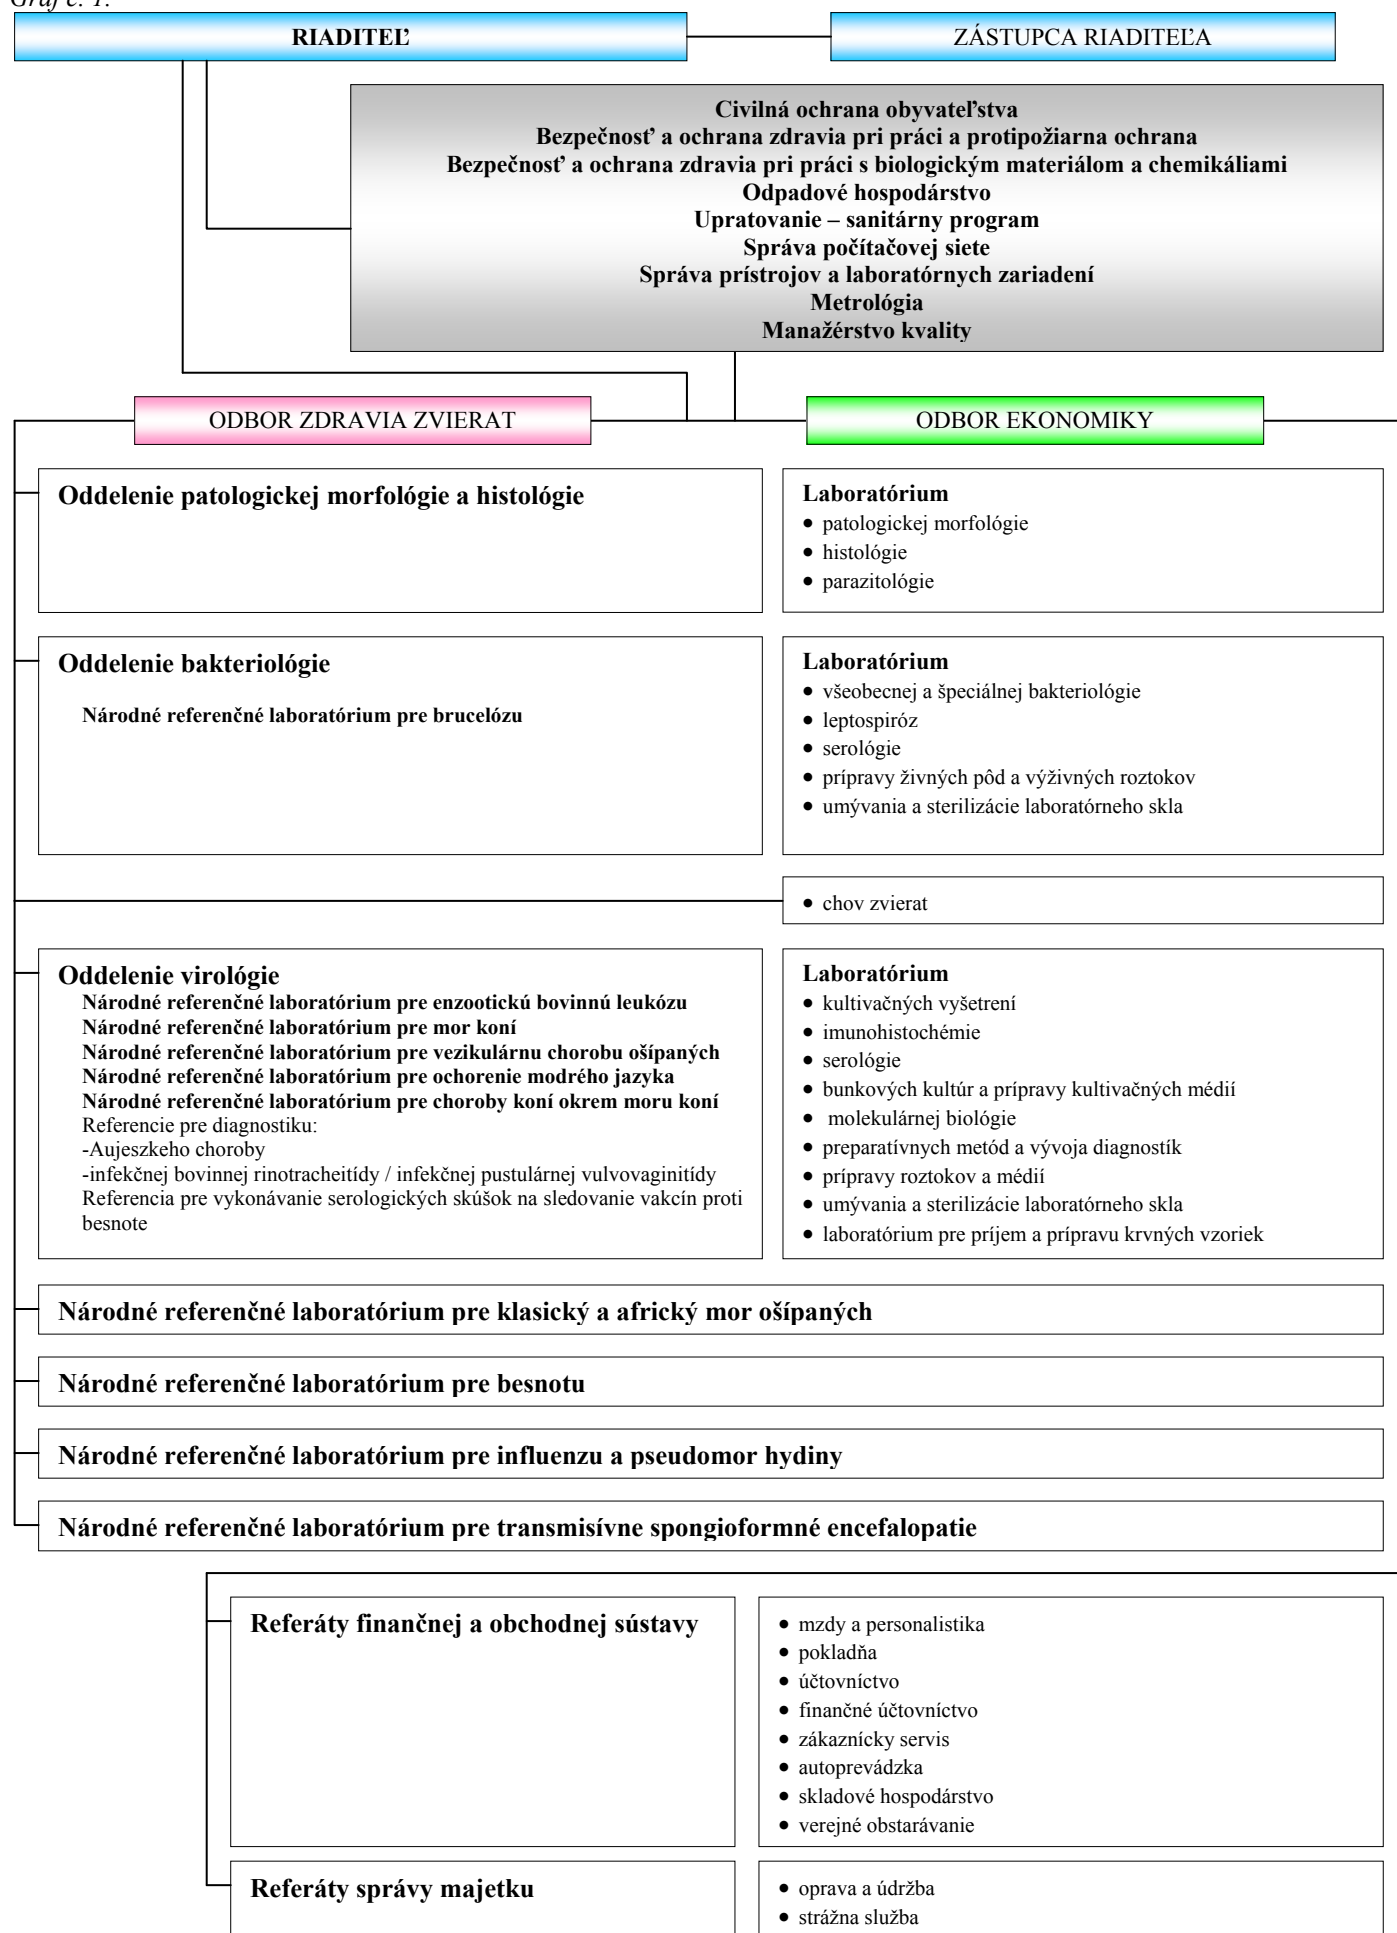 Graf č. 1.
RIADITEĽ
ZÁSTUPCA RIADITEĽA
Civilná ochrana obyvateľstva
Bezpečnosť a ochrana zdravia pri práci a protipožiarna ochrana
Bezpečnosť a ochrana zdravia pri práci s biologickým materiálom a chemikáliami
Odpadové hospodárstvo
Upratovanie – sanitárny program
Správa počítačovej siete
Správa prístrojov a laboratórnych zariadení
Metrológia
Manažérstvo kvality
ODBOR ZDRAVIA ZVIERAT
ODBOR EKONOMIKY
Oddelenie patologickej morfológie a histológie
Laboratórium
• patologickej morfológie
• histológie
• parazitológie
Oddelenie bakteriológie
Národné referenčné laboratórium pre brucelózu
Laboratórium
• všeobecnej a špeciálnej bakteriológie
• leptospiróz
• serológie
• prípravy živných pôd a výživných roztokov
• umývania a sterilizácie laboratórneho skla
• chov zvierat
Oddelenie virológie
Národné referenčné laboratórium pre enzootickú bovinnú leukózu
Národné referenčné laboratórium pre mor koní
Národné referenčné laboratórium pre vezikulárnu chorobu ošípaných
Národné referenčné laboratórium pre ochorenie modrého jazyka
Národné referenčné laboratórium pre choroby koní okrem moru koní
Referencie pre diagnostiku:
-Aujeszkeho choroby
-infekčnej bovinnej rinotracheitídy / infekčnej pustulárnej vulvovaginitídy
Referencia pre vykonávanie serologických skúšok na sledovanie vakcín proti
besnote
Laboratórium
• kultivačných vyšetrení
• imunohistochémie
• serológie
• bunkových kultúr a prípravy kultivačných médií
• molekulárnej biológie
• preparatívnych metód a vývoja diagnostík
• prípravy roztokov a médií
• umývania a sterilizácie laboratórneho skla
• laboratórium pre príjem a prípravu krvných vzoriek
Národné referenčné laboratórium pre klasický a africký mor ošípaných
Národné referenčné laboratórium pre besnotu
Národné referenčné laboratórium pre influenzu a pseudomor hydiny
Národné referenčné laboratórium pre transmisívne spongioformné encefalopatie
Referáty finančnej a obchodnej sústavy
• mzdy a personalistika
• pokladňa
• účtovníctvo
• finančné účtovníctvo
• zákaznícky servis
• autoprevádzka
• skladové hospodárstvo
• verejné obstarávanie
Referáty správy majetku
• oprava a údržba
• strážna služba